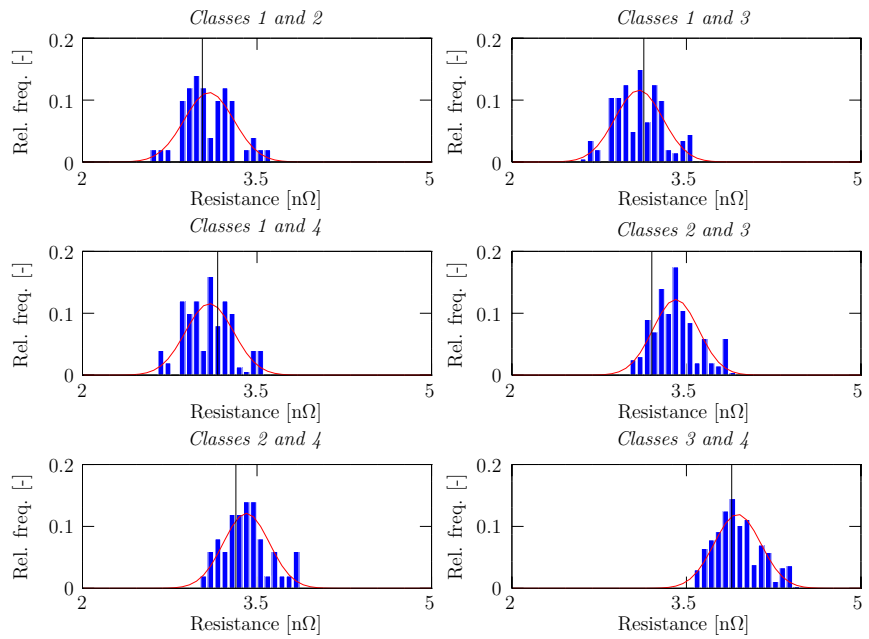 Classes 1 and 2
Classes 1 and 3
0.2
0.1
0
Rel. freq. [-]
2
3.5
5
Resistance [nΩ]
0.2
0.1
0
Rel. freq. [-]
2
3.5
5
Resistance [nΩ]
Classes 1 and 4
Classes 2 and 3
0.2
0.1
0
Rel. freq. [-]
2
3.5
5
Resistance [nΩ]
0.2
0.1
0
Rel. freq. [-]
2
3.5
5
Resistance [nΩ]
Classes 2 and 4
Classes 3 and 4
0.2
0.1
0
Rel. freq. [-]
2
3.5
5
Resistance [nΩ]
0.2
0.1
0
Rel. freq. [-]
2
3.5
5
Resistance [nΩ]